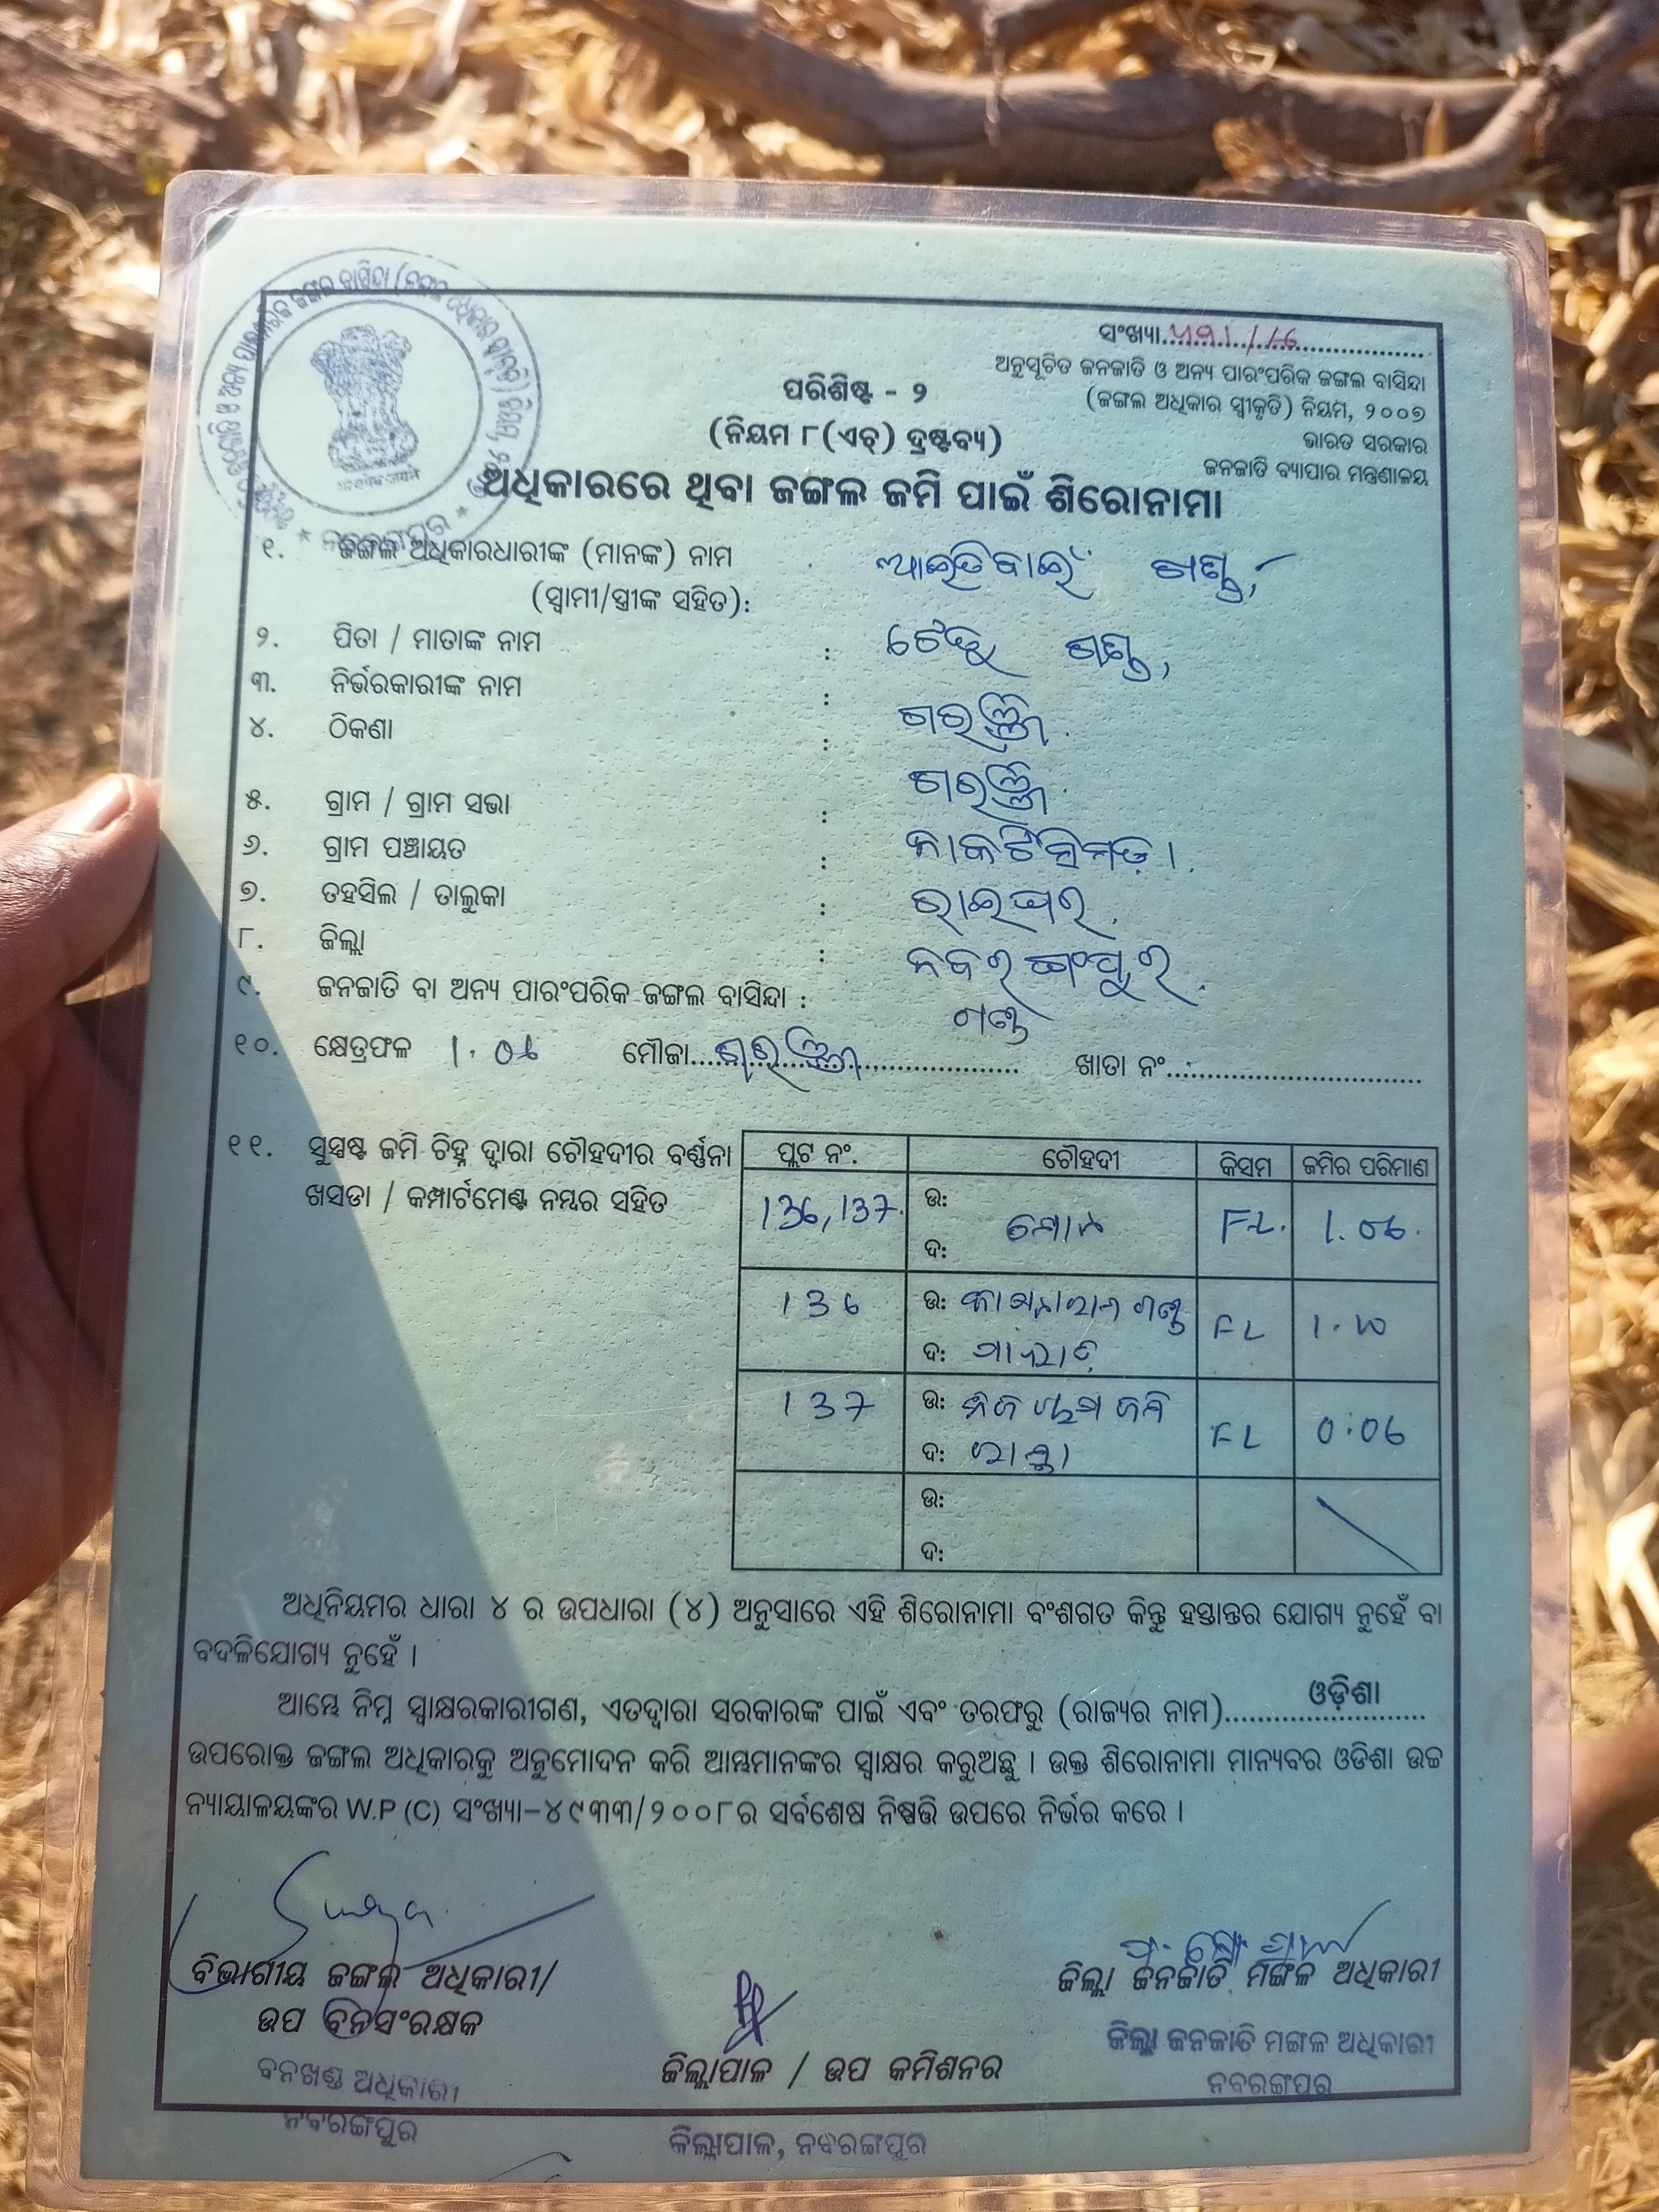 ସଂଖ୍ୟା
ଅନୁସୂଚିତ ଜନଜାତି ଓ ଅନ୍ୟ ପାରଂପରିକ ଜଙ୍ଗଲ ବାସିନ୍ଦା
(ଜଙ୍ଗଲ ଅଧିକାର ସ୍ୱୀକୃତି) ନିୟମ, ୨୦୦୭
ଭାରତ ସରକାର
ଜନଜାତି ବ୍ୟାପାର ମନ୍ତ୍ରଣାଳୟ
ପରିଶିଷ୍ଟ - ୨
(ନିୟମ ୮(ଏଚ୍) ଦ୍ରଷ୍ଟବ୍ୟ)
ଅଧିକାରରେ ଥିବା ଜଙ୍ଗଲ ଜମି ପାଇଁ ଶିରୋନାମା
୧. ଜଙ୍ଗଲ ଅଧିକାରଧାରୀଙ୍କ (ମାନଙ୍କ) ନାମ
(ସ୍ୱାମୀ/ସ୍ତ୍ରୀଙ୍କ ସହିତ):
୨. ପିତା / ମାତାଙ୍କ ନାମ :
୩. ନିର୍ଭରକାରୀଙ୍କ ନାମ :
୪. ଠିକଣା :
୫. ଗ୍ରାମ / ଗ୍ରାମ ସଭା :
୬. ଗ୍ରାମ ପଞ୍ଚାୟତ :
୭. ତହସିଲ / ତାଲୁକା : ରାଇଘର
୮. ଜିଲ୍ଲା : ନବରଙ୍ଗପୁର
୯. ଜନଜାତି ବା ଅନ୍ୟ ପାରଂପରିକ ଜଙ୍ଗଲ ବାସିନ୍ଦା : ଗଣ୍ଡ
୧୦. କ୍ଷେତ୍ରଫଳ 1.06 ମୌଜା ଖାତା ନଂ
୧୧. ସୁସ୍ପଷ୍ଟ ଜମି ଚିହ୍ନ ଦ୍ୱାରା ଚୌହଦୀର ବର୍ଣ୍ଣନା
ଖସଡା / କମ୍ପାର୍ଟମେଣ୍ଟ ନମ୍ବର ସହିତ
ପ୍ଲଟ ନଂ. ଚୌହଦୀ କିସମ ଜମିର ପରିମାଣ
136, 137. ଉ: FL. 1.06.
ଦ:
136 ଉ: FL
ଦ:
137 ଉ: FL 0.06
ଦ: ରାସ୍ତା
ଉ:
ଦ:
ଅଧିନିୟମର ଧାରା ୪ ର ଉପଧାରା (୪) ଅନୁସାରେ ଏହି ଶିରୋନାମା ବଂଶଗତ କିନ୍ତୁ ହସ୍ତାନ୍ତର ଯୋଗ୍ୟ ନୁହେଁ ବା
ବଦଳିଯୋଗ୍ୟ ନୁହେଁ ।
ଆମ୍ଭେ ନିମ୍ନ ସ୍ୱାକ୍ଷରକାରୀଗଣ, ଏତଦ୍ୱାରା ସରକାରଙ୍କ ପାଇଁ ଏବଂ ତରଫରୁ (ରାଜ୍ୟର ନାମ) ଓଡ଼ିଶା
ଉପରୋକ୍ତ ଜଙ୍ଗଲ ଅଧିକାରକୁ ଅନୁମୋଦନ କରି ଆମ୍ଭମାନଙ୍କର ସ୍ୱାକ୍ଷର କରୁଅଛୁ । ଉକ୍ତ ଶିରୋନାମା ମାନ୍ୟବର ଓଡିଶା ଉଚ୍ଚ
ନ୍ୟାୟାଳୟଙ୍କର W.P (C) ସଂଖ୍ୟା-୪୯୩୩/୨୦୦୮ର ସର୍ବଶେଷ ନିଷ୍ପତ୍ତି ଉପରେ ନିର୍ଭର କରେ ।
ବିଭାଗୀୟ ଜଙ୍ଗଲ ଅଧିକାରୀ/
ଉପ ବନସଂରକ୍ଷକ
ବନଖଣ୍ଡ ଅଧିକାରୀ
ନବରଙ୍ଗପୁର
ଜିଲ୍ଲାପାଳ / ଉପ କମିଶନର
ଜିଲ୍ଲାପାଳ, ନବରଙ୍ଗପୁର
ଜିଲ୍ଲା ଜନଜାତି ମଙ୍ଗଳ ଅଧିକାରୀ
ଜିଲ୍ଲା ଜନଜାତି ମଙ୍ଗଳ ଅଧିକାରୀ
ନବରଙ୍ଗପୁର